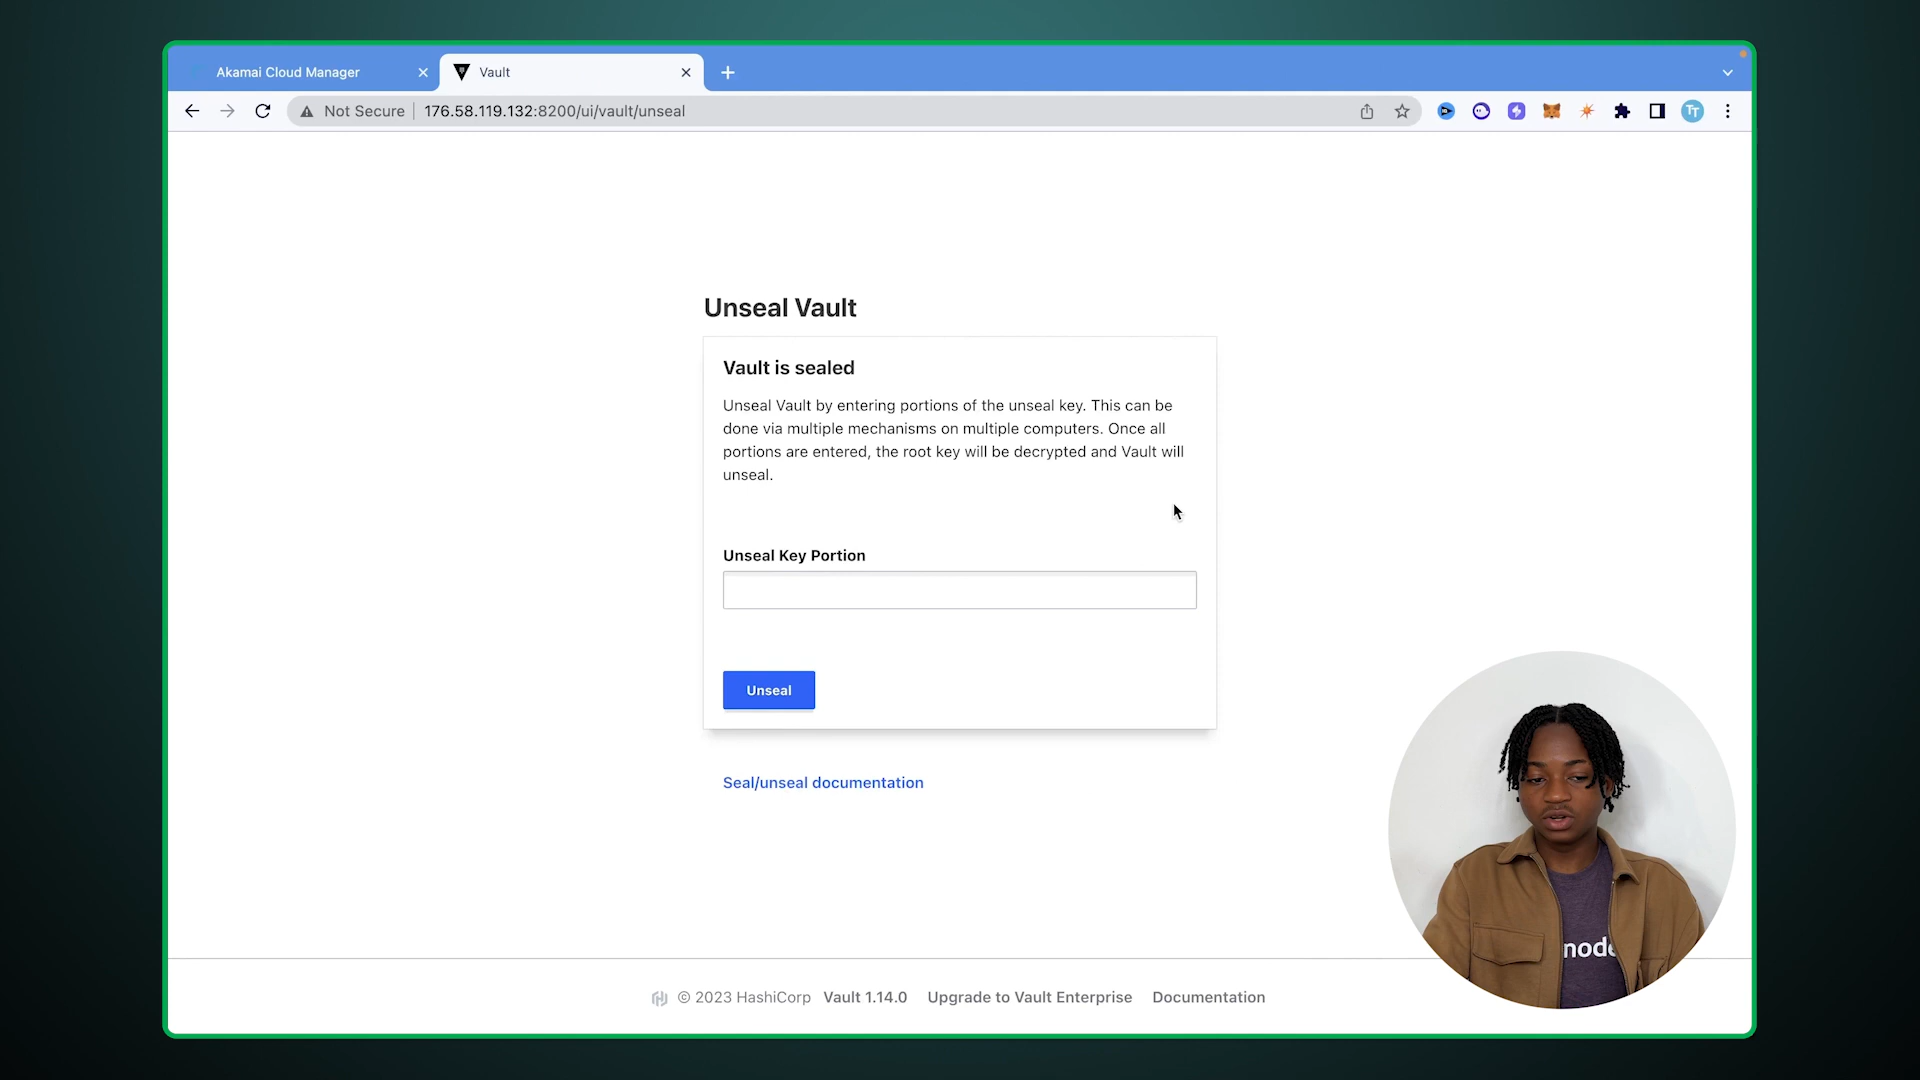 Akamai Cloud Manager
Vault
Not Secure
176.58.119.132:8200/ui/vault/unseal
TT
Unseal Vault
Vault is sealed
Unseal Vault by entering portions of the unseal key. This can be
done via multiple mechanisms on multiple computers. Once all
portions are entered, the root key will be decrypted and Vault will
unseal.
Unseal Key Portion
Unseal
Seal/unseal documentation
node
© 2023 HashiCorp Vault 1.14.0 Upgrade to Vault Enterprise Documentation